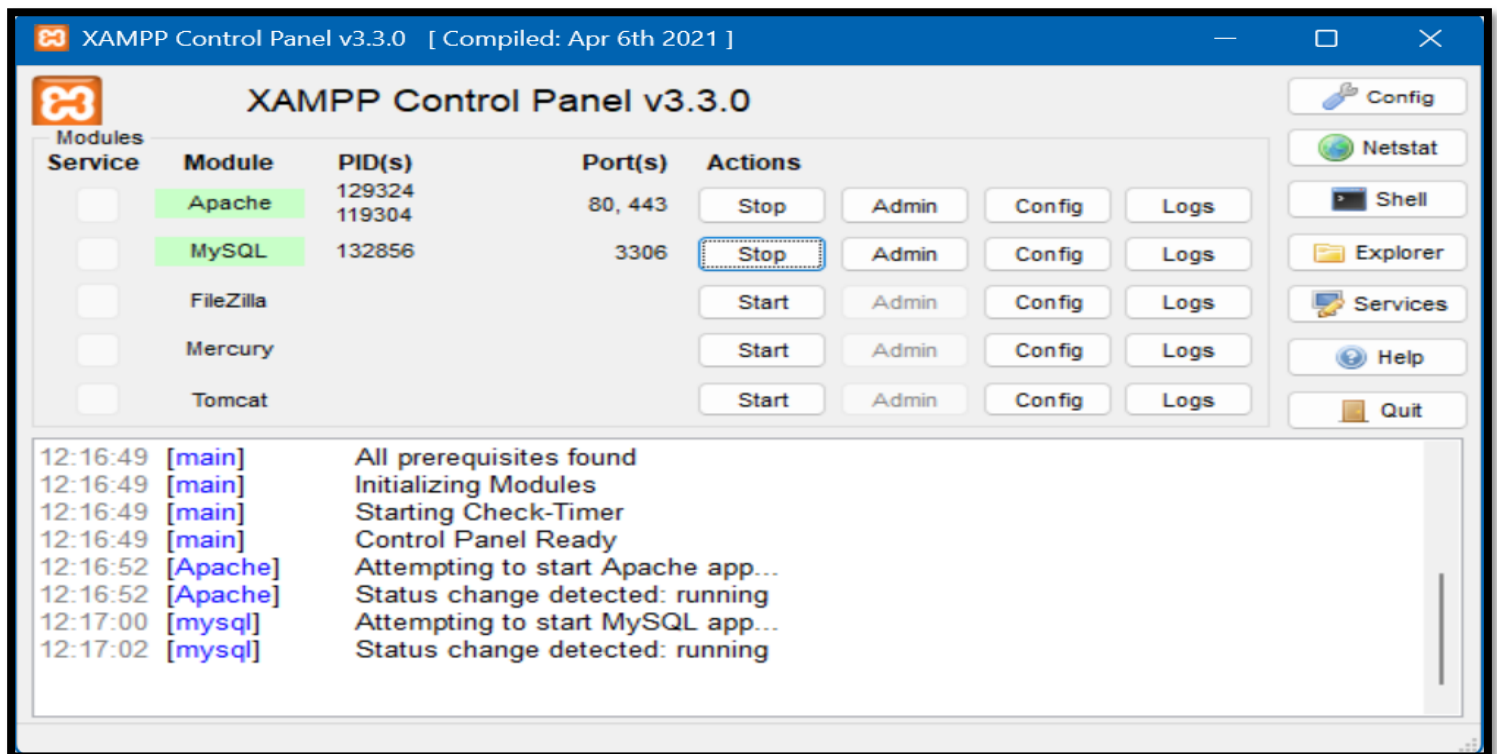 XAMPP Control Panel v3.3.0 [ Compiled: Apr 6th 2021 ]
XAMPP Control Panel v3.3.0
Config
Modules
Netstat
Service Module PID(s) Port(s) Actions
Shell
Apache 129324 119304 80, 443 Stop Admin Config Logs
MySQL 132856 3306 Stop Admin Config Logs
Explorer
FileZilla Start Admin Config Logs
Services
Mercury Start Admin Config Logs
Help
Tomcat Start Admin Config Logs
Quit
12:16:49 [main] All prerequisites found
12:16:49 [main] Initializing Modules
12:16:49 [main] Starting Check-Timer
12:16:49 [main] Control Panel Ready
12:16:52 [Apache] Attempting to start Apache app...
12:16:52 [Apache] Status change detected: running
12:17:00 [mysql] Attempting to start MySQL app...
12:17:02 [mysql] Status change detected: running